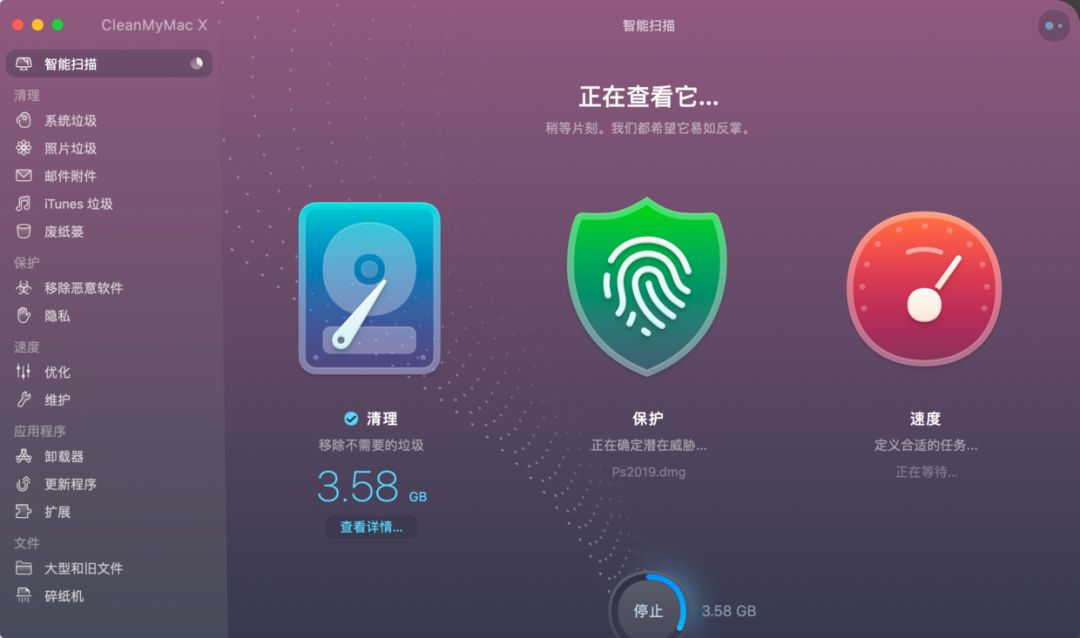 CleanMyMac X
智能扫描
清理
系统垃圾
照片垃圾
邮件附件
iTunes 垃圾
废纸篓
保护
移除恶意软件
隐私
速度
优化
维护
应用程序
卸载器
更新程序
扩展
文件
大型和旧文件
碎纸机
智能扫描
正在查看它...
稍等片刻。我们都希望它易如反掌。
清理
移除不需要的垃圾
3.58 GB
查看详情...
保护
正在确定潜在威胁...
Ps2019.dmg
速度
定义合适的任务...
正在等待...
停止
3.58 GB